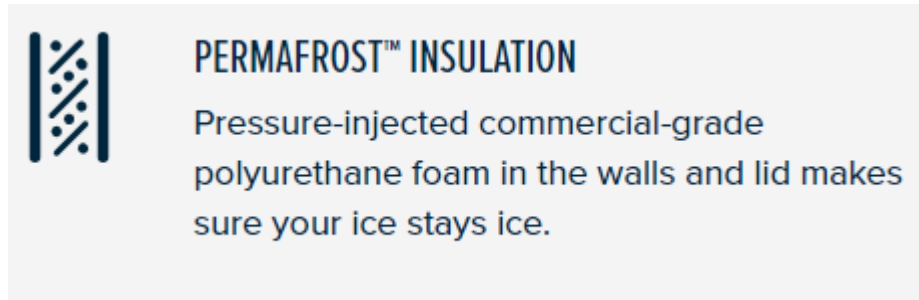 PERMAFROST™ INSULATION
Pressure-injected commercial-grade
polyurethane foam in the walls and lid makes
sure your ice stays ice.